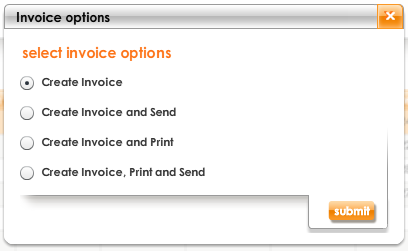 Invoice options
select invoice options
Create Invoice
Create Invoice and Send
Create Invoice and Print
Create Invoice, Print and Send
submit